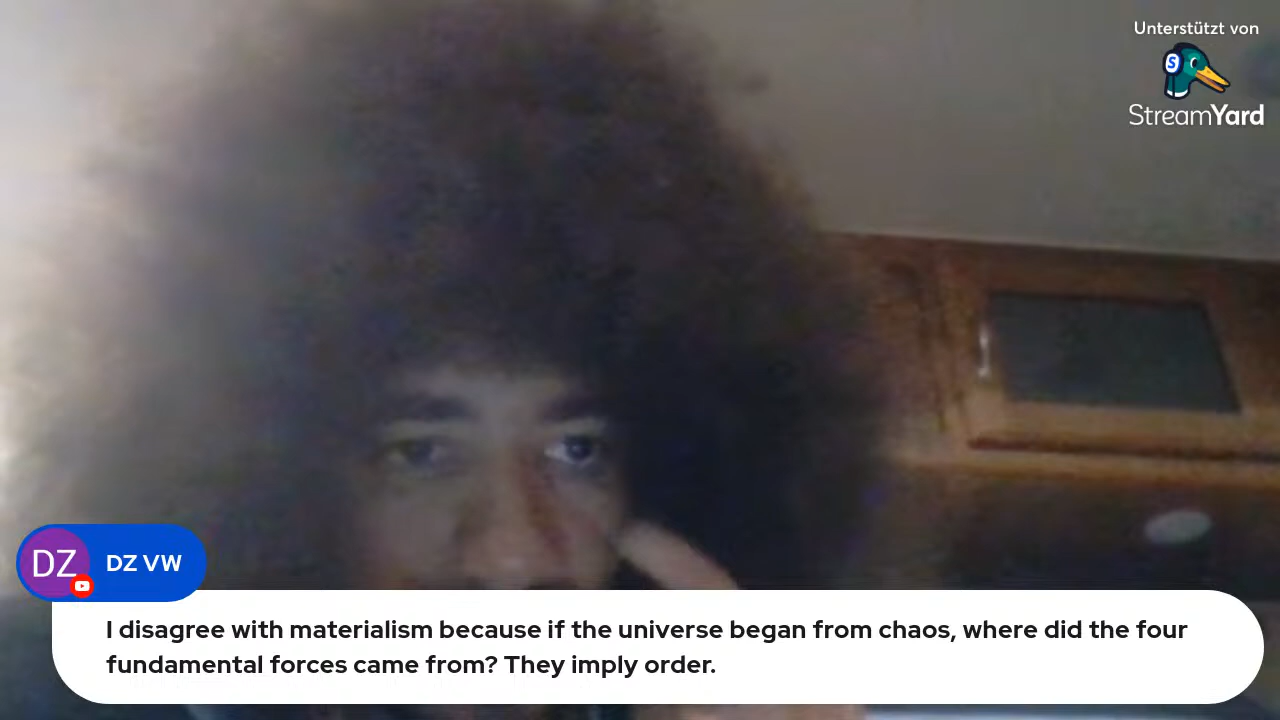 Unterstützt von
S
StreamYard
DZ
DZ VW
I disagree with materialism because if the universe began from chaos, where did the four
fundamental forces came from? They imply order.